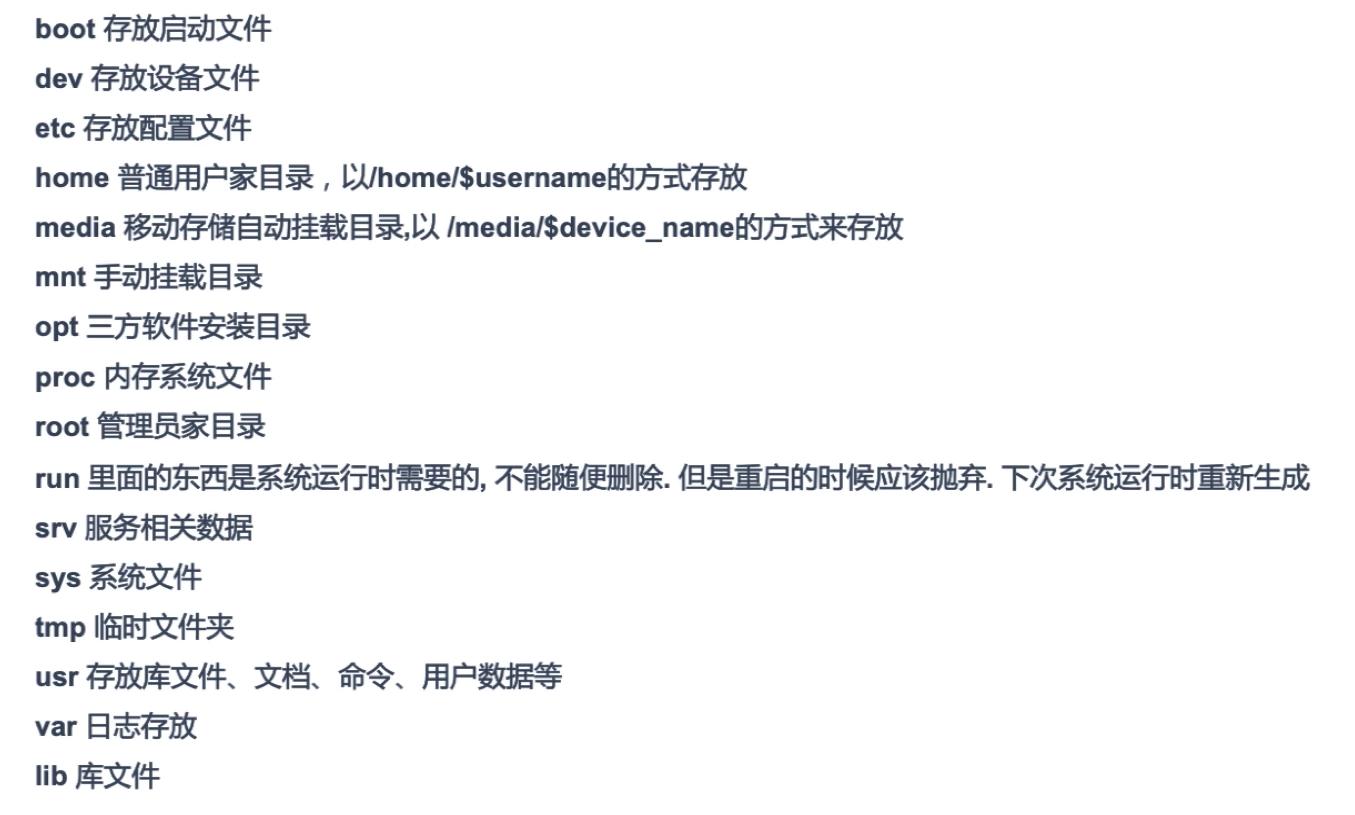 boot 存放启动文件
dev 存放设备文件
etc 存放配置文件
home 普通用户家目录，以/home/$username的方式存放
media 移动存储自动挂载目录,以 /media/$device_name的方式来存放
mnt 手动挂载目录
opt 三方软件安装目录
proc 内存系统文件
root 管理员家目录
run 里面的东西是系统运行时需要的, 不能随便删除. 但是重启的时候应该抛弃. 下次系统运行时重新生成
srv 服务相关数据
sys 系统文件
tmp 临时文件夹
usr 存放库文件、文档、命令、用户数据等
var 日志存放
lib 库文件